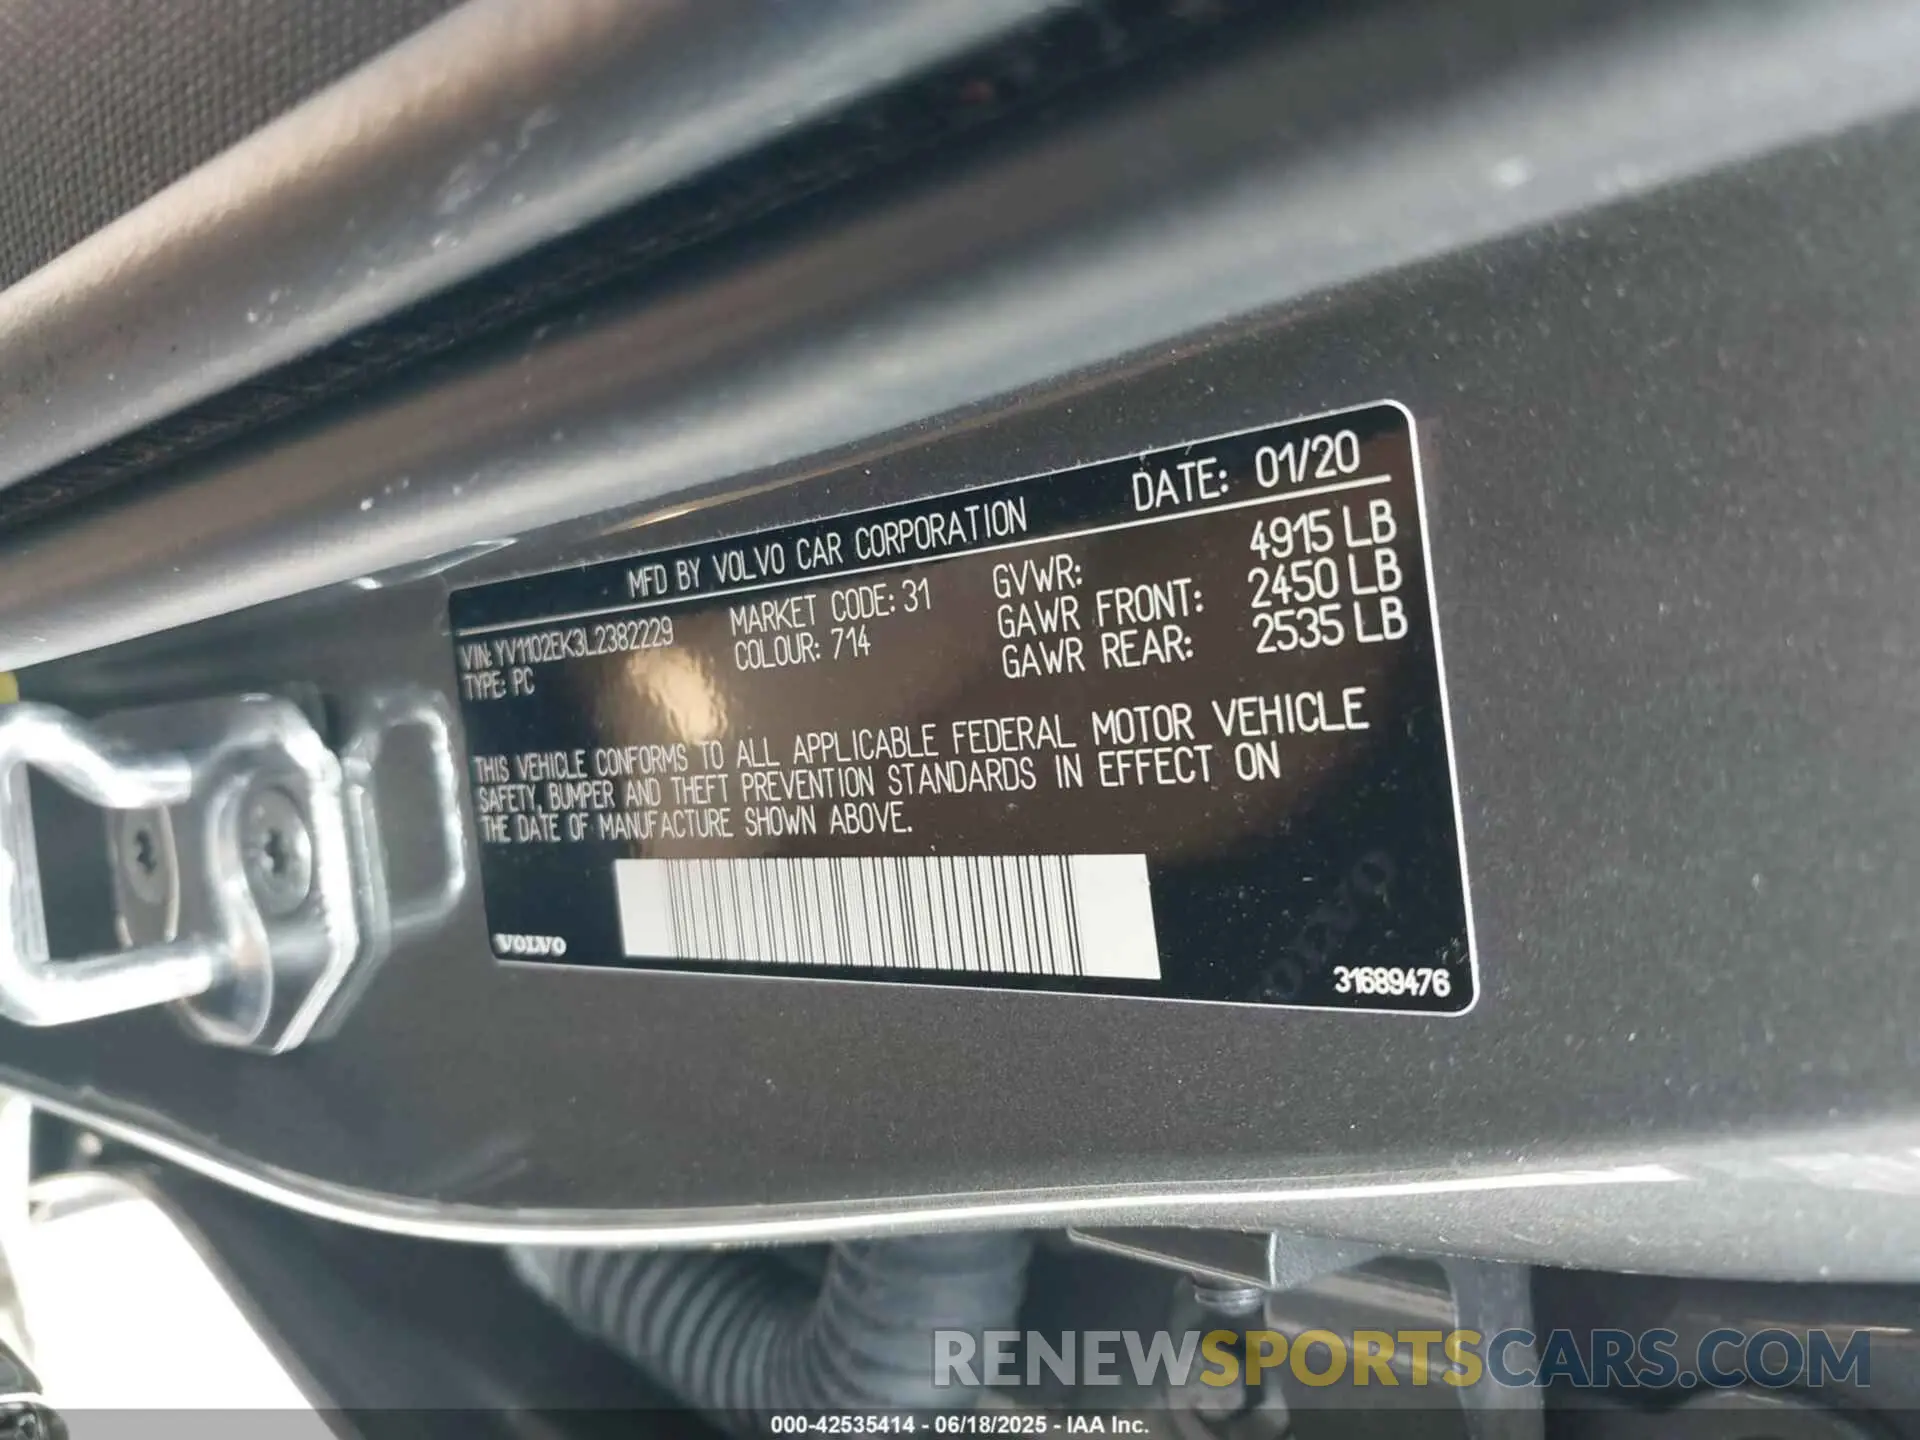 MFD BY VOLVO CAR CORPORATION DATE: 01/20
VIN: YV1102EK3L2382229 MARKET CODE: 31 GVWR: 4915 LB
TYPE: PC COLOUR: 714 GAWR FRONT: 2450 LB
GAWR REAR: 2535 LB
THIS VEHICLE CONFORMS TO ALL APPLICABLE FEDERAL MOTOR VEHICLE
SAFETY, BUMPER AND THEFT PREVENTION STANDARDS IN EFFECT ON
THE DATE OF MANUFACTURE SHOWN ABOVE.
VOLVO
VOLVO
31689476
RENEWSPORTSCARS.COM
000-42535414 - 06/18/2025 - IAA Inc.